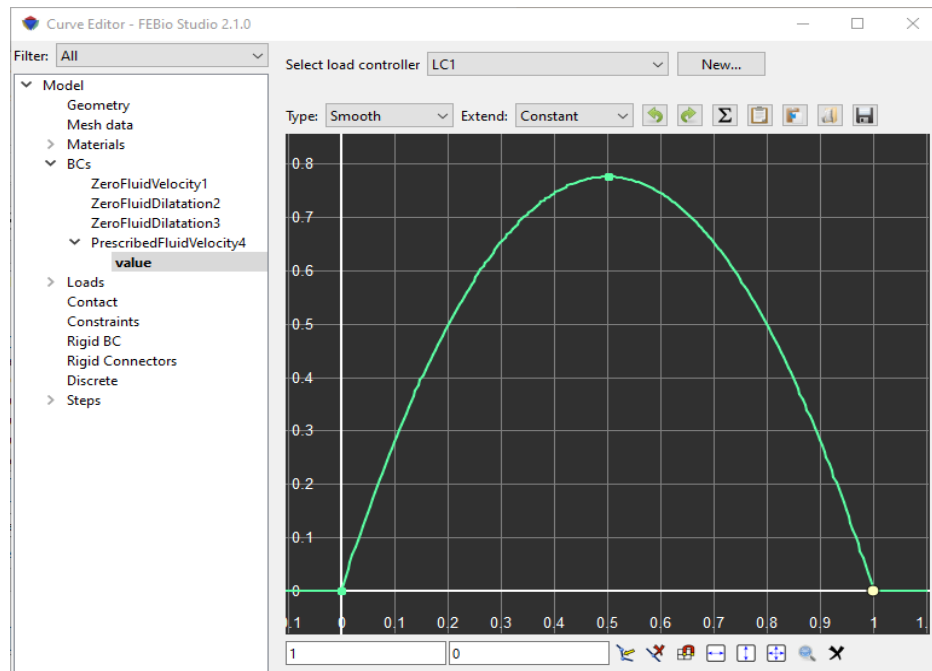 Curve Editor - FEBio Studio 2.1.0
Filter: All
Model
Geometry
Mesh data
Materials
BCs
ZeroFluidVelocity1
ZeroFluidDilatation2
ZeroFluidDilatation3
PrescribedFluidVelocity4
value
Loads
Contact
Constraints
Rigid BC
Rigid Connectors
Discrete
Steps
Select load controller LC1 New...
Type: Smooth Extend: Constant Σ
0.8
0.7
0.6
0.5
0.4
0.3
0.2
0.1
0
0.1 0 0.1 0.2 0.3 0.4 0.5 0.6 0.7 0.8 0.9 1 1.
1 0